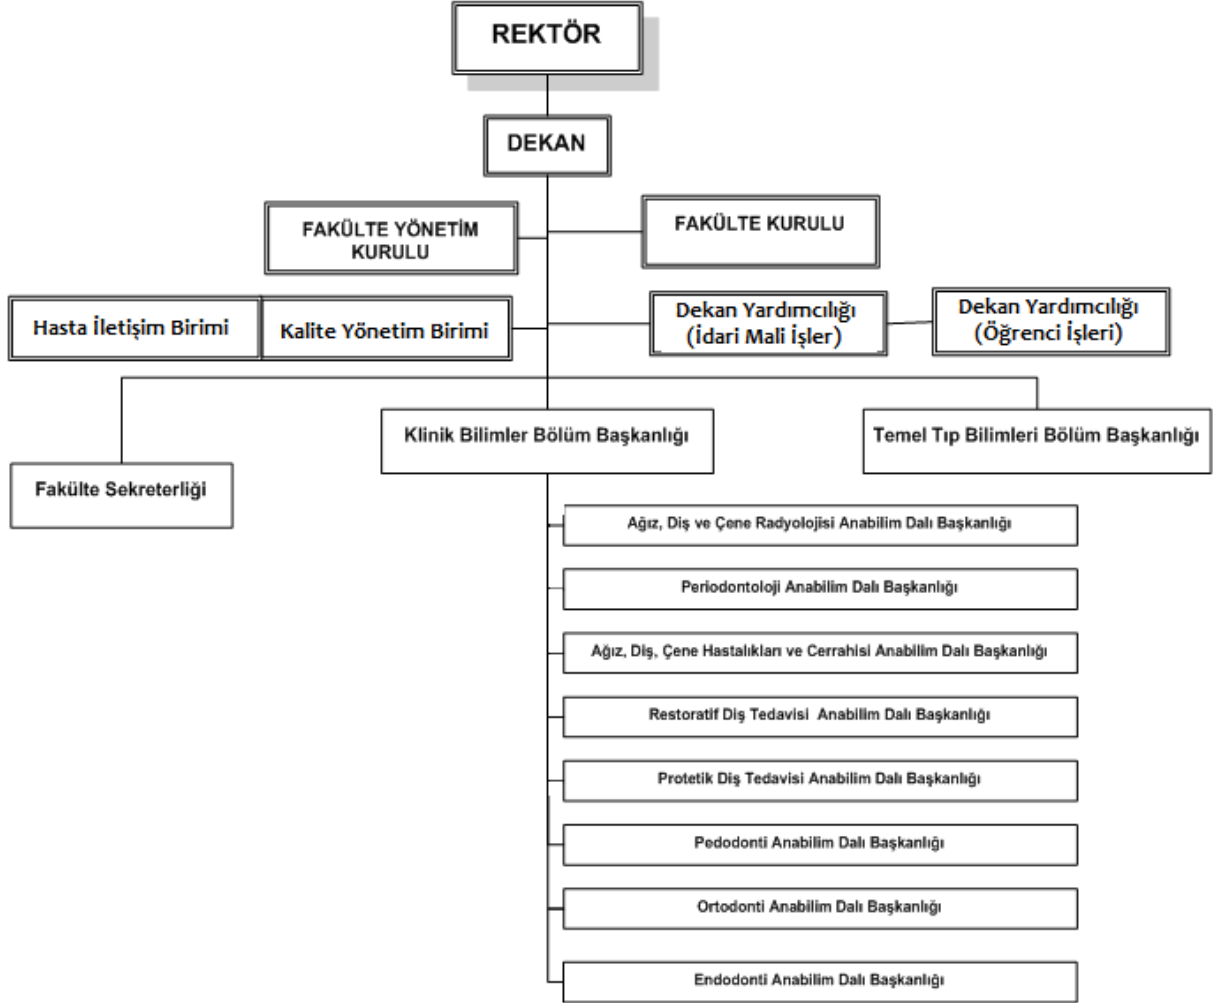 REKTÖR
DEKAN
FAKÜLTE YÖNETİM
KURULU
FAKÜLTE KURULU
Hasta İletişim Birimi
Kalite Yönetim Birimi
Dekan Yardımcılığı
(İdari Mali İşler)
Dekan Yardımcılığı
(Öğrenci İşleri)
Klinik Bilimler Bölüm Başkanlığı
Temel Tıp Bilimleri Bölüm Başkanlığı
Fakülte Sekreterliği
Ağız, Diş ve Çene Radyolojisi Anabilim Dalı Başkanlığı
Periodontoloji Anabilim Dalı Başkanlığı
Ağız, Diş, Çene Hastalıkları ve Cerrahisi Anabilim Dalı Başkanlığı
Restoratif Diş Tedavisi Anabilim Dalı Başkanlığı
Protetik Diş Tedavisi Anabilim Dalı Başkanlığı
Pedodonti Anabilim Dalı Başkanlığı
Ortodonti Anabilim Dalı Başkanlığı
Endodonti Anabilim Dalı Başkanlığı